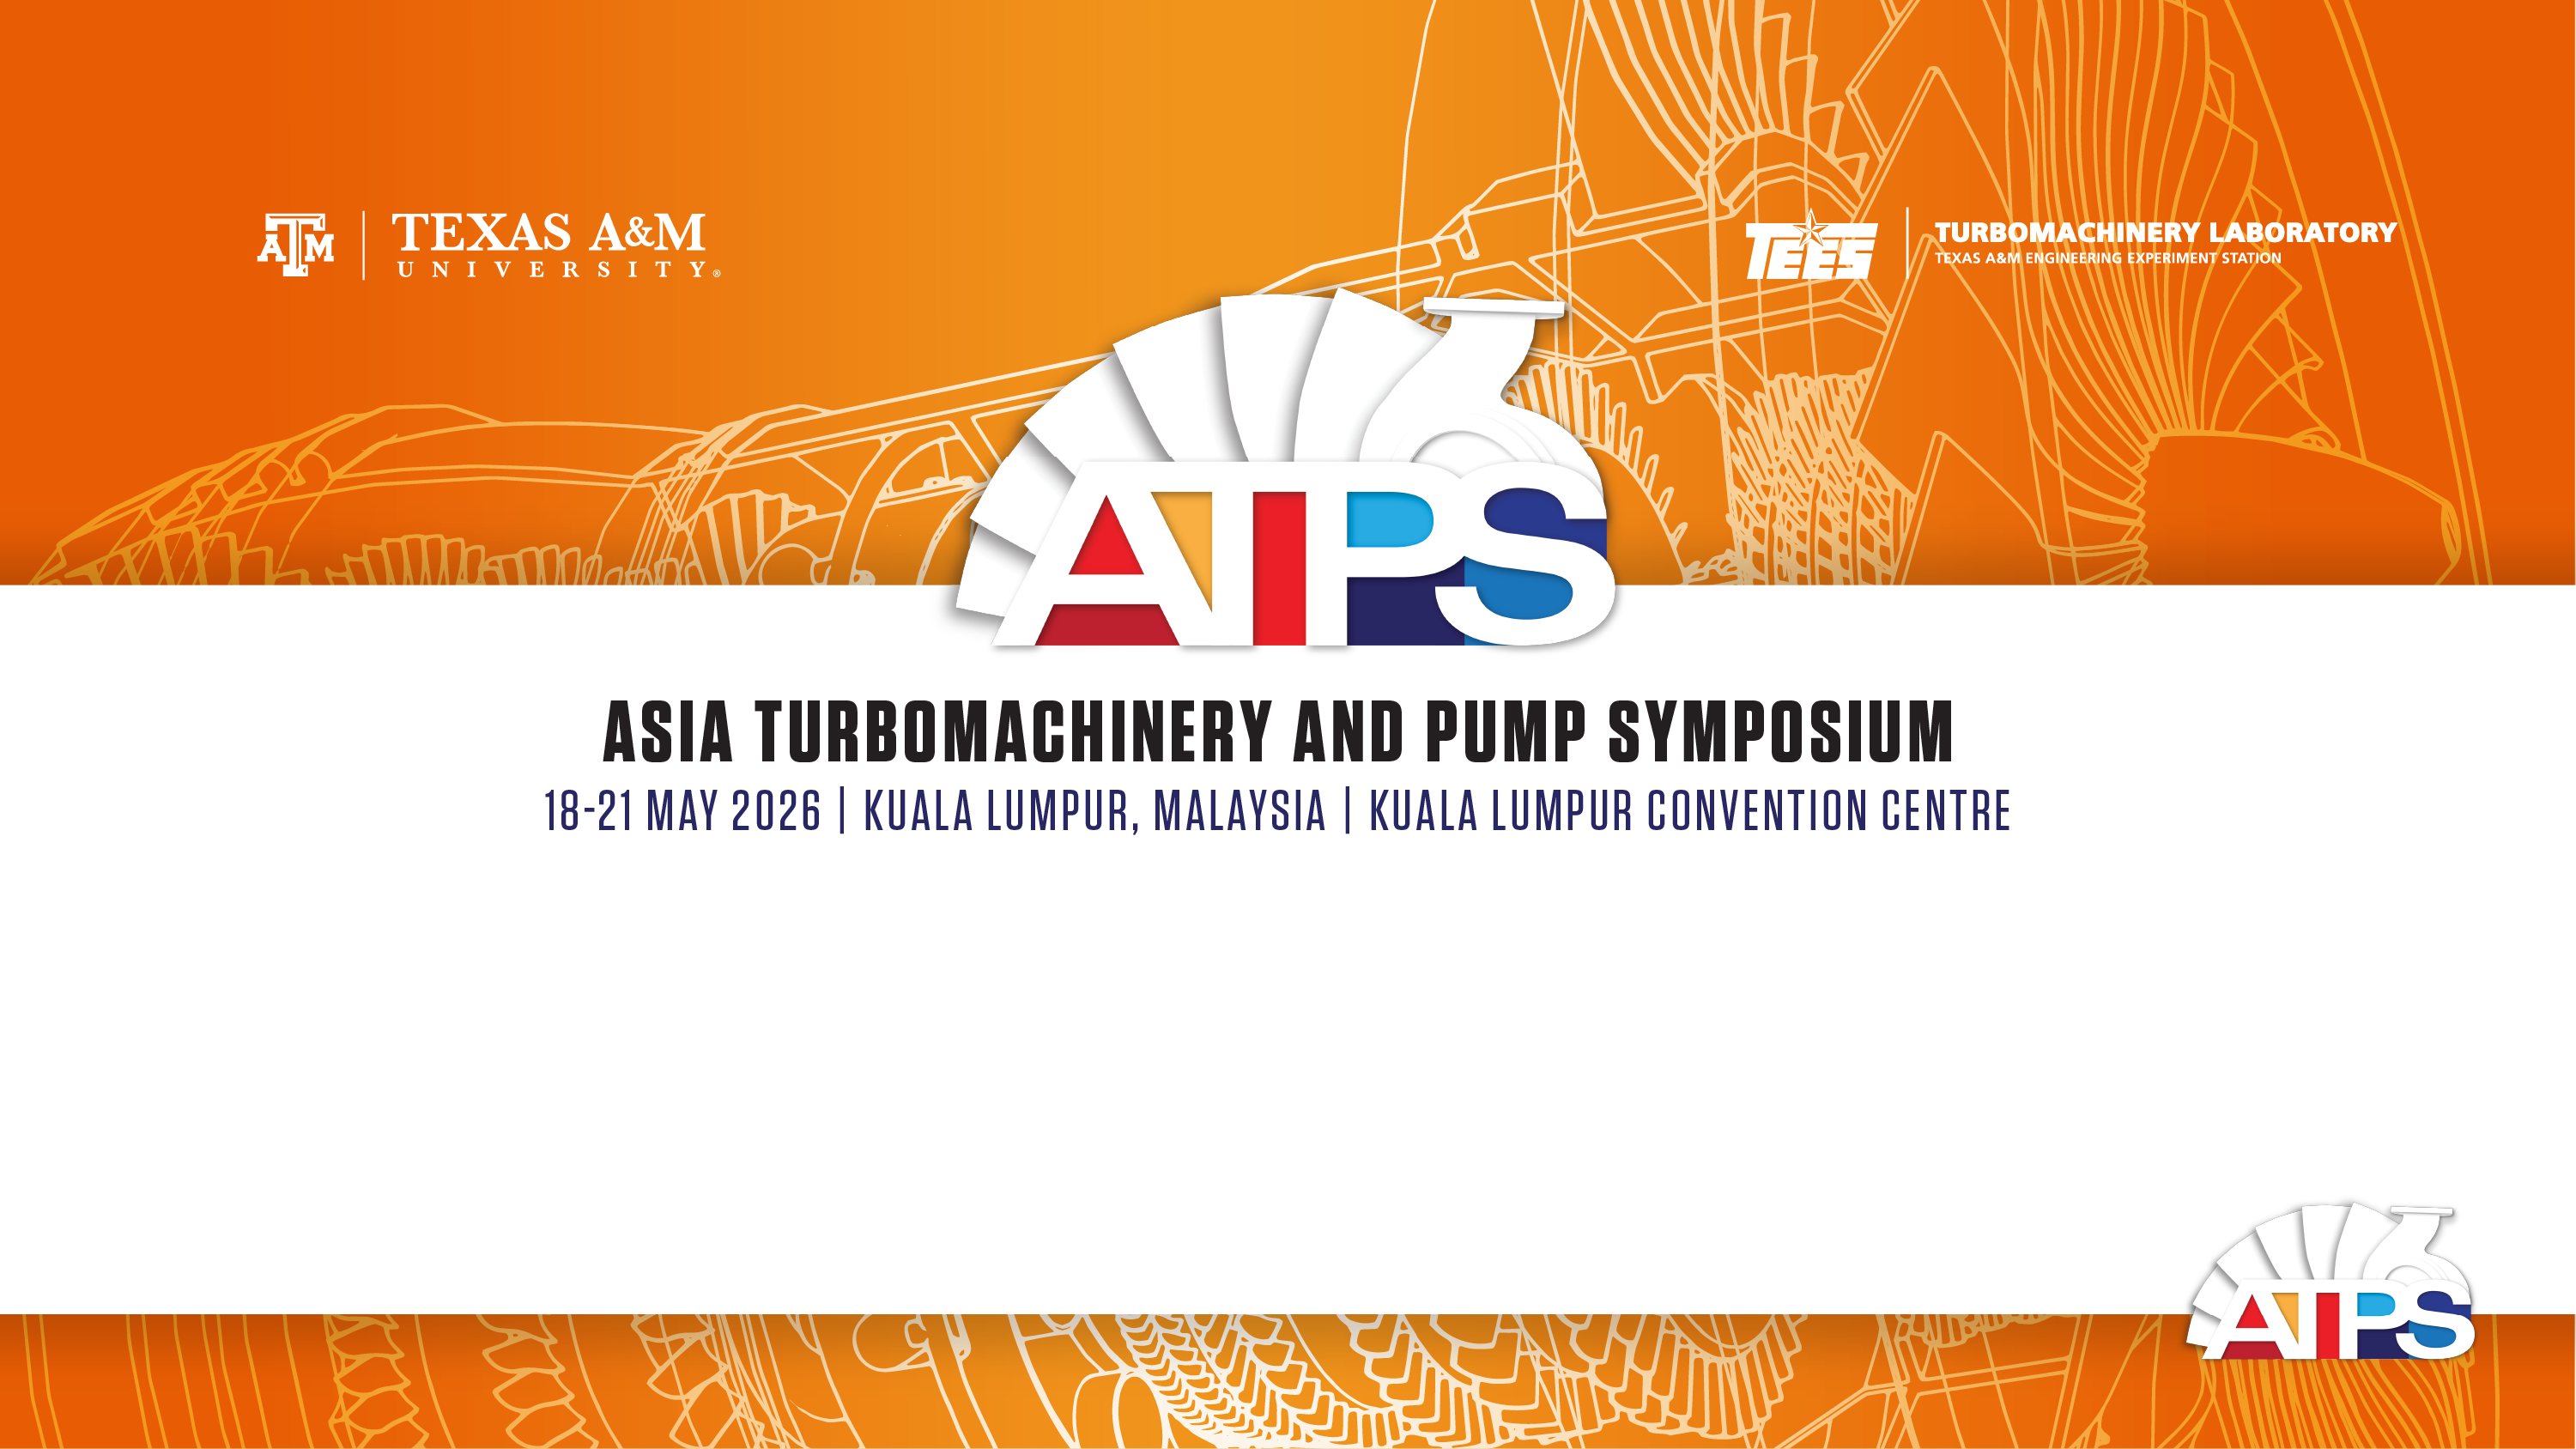 ATM TEXAS A&M
UNIVERSITY®
TEES TURBOMACHINERY LABORATORY
TEXAS A&M ENGINEERING EXPERIMENT STATION
ATPS
ASIA TURBOMACHINERY AND PUMP SYMPOSIUM
18-21 MAY 2026 | KUALA LUMPUR, MALAYSIA | KUALA LUMPUR CONVENTION CENTRE
ATPS